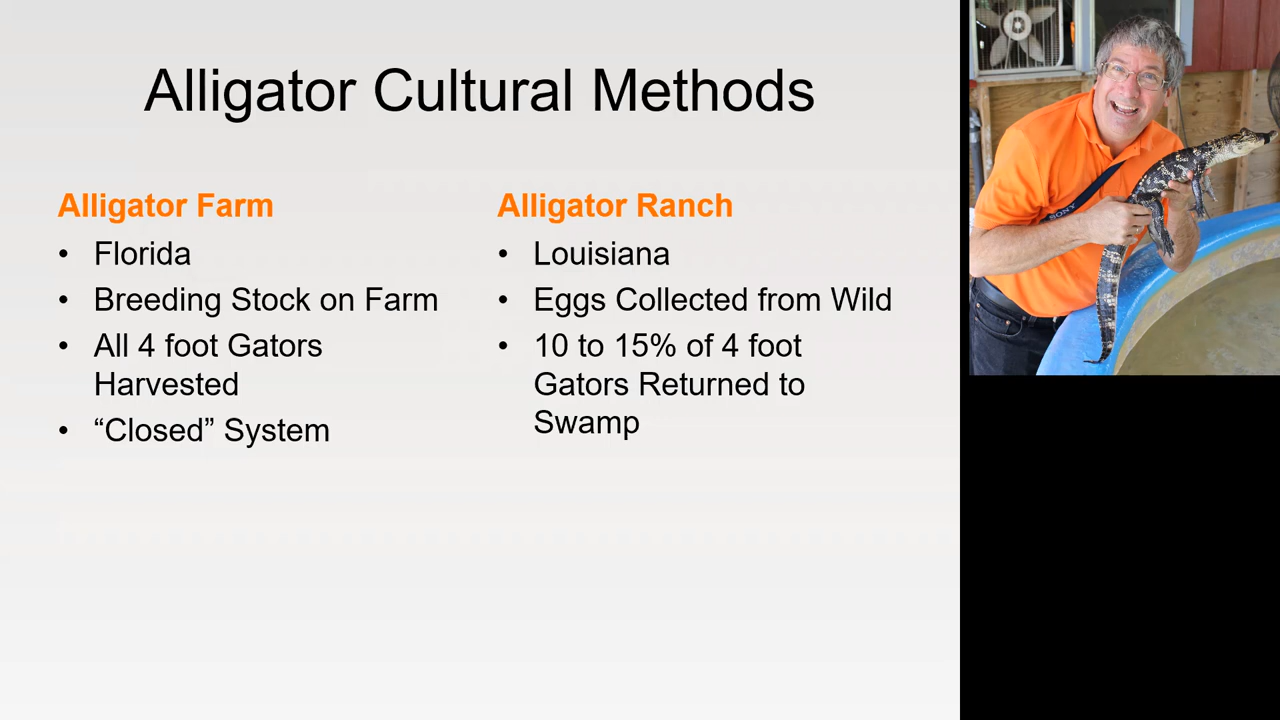 Alligator Cultural Methods
Alligator Farm
• Florida
• Breeding Stock on Farm
• All 4 foot Gators
Harvested
• “Closed” System
Alligator Ranch
• Louisiana
• Eggs Collected from Wild
• 10 to 15% of 4 foot
Gators Returned to
Swamp
SONY